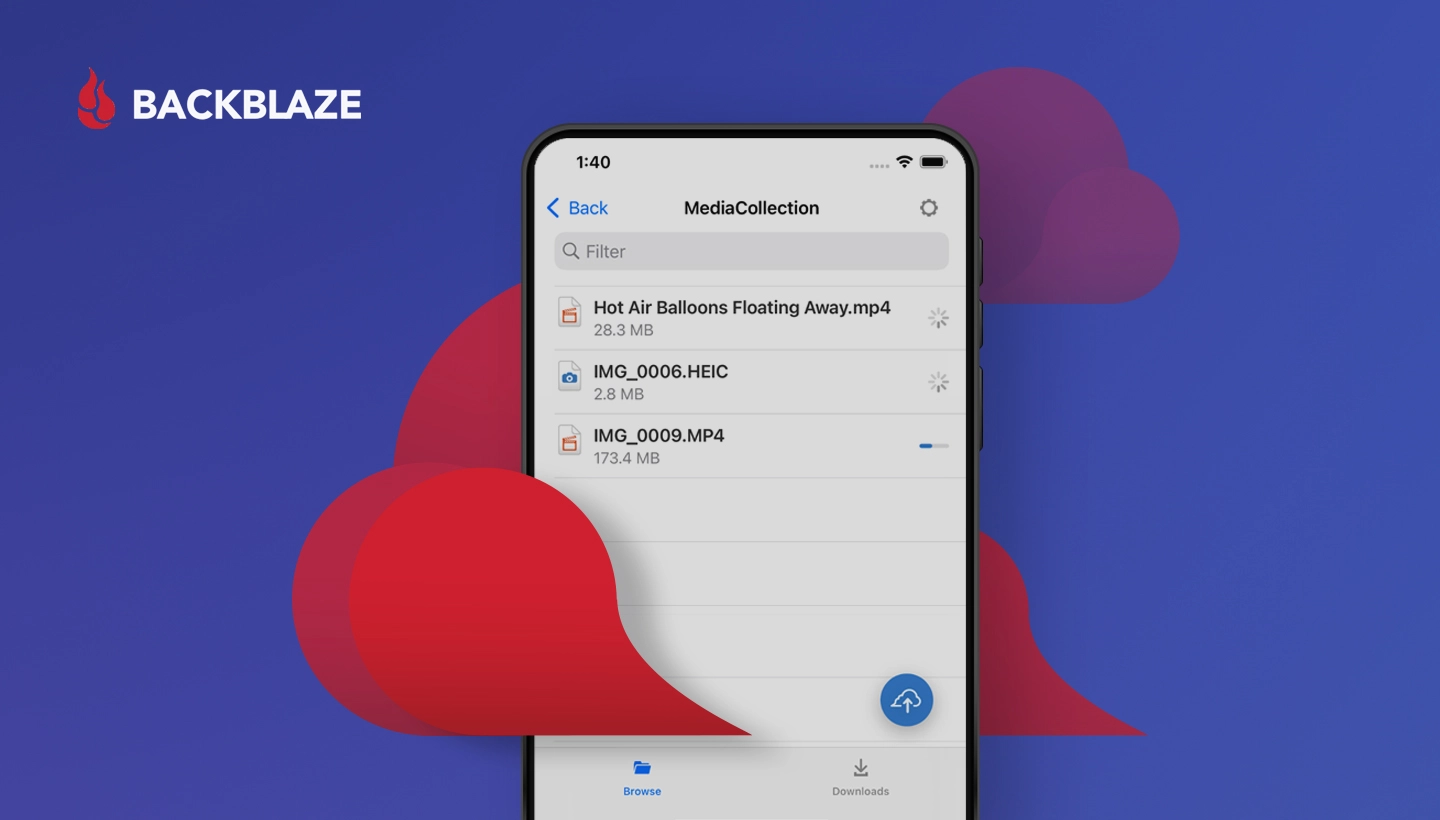 BACKBLAZE
1:40
Back MediaCollection
Filter
Hot Air Balloons Floating Away.mp4
28.3 MB
IMG_0006.HEIC
2.8 MB
IMG_0009.MP4
173.4 MB
Browse Downloads